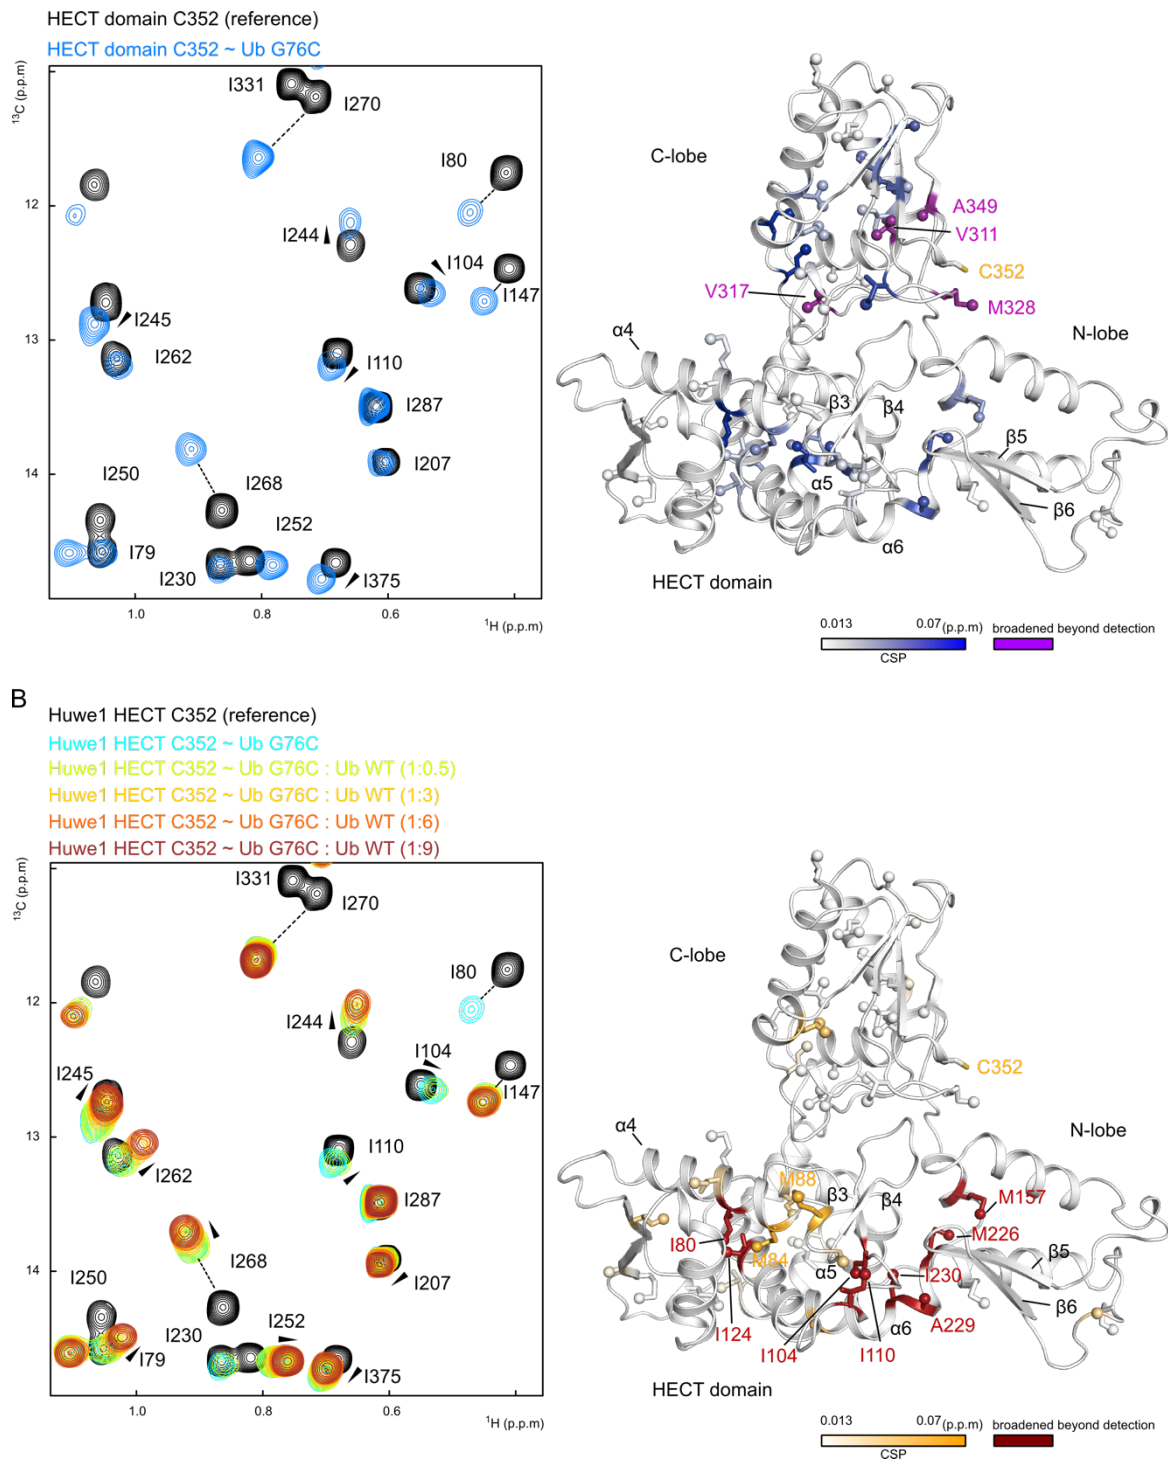 HECT domain C352 (reference)
HECT domain C352 ~ Ub G76C
13C (p.p.m)
12
13
14
1.0
0.8
0.6
1H (p.p.m)
I331
I270
I80
I244
I104
I147
I245
I262
I110
I287
I207
I250
I268
I252
I79
I230
I375
C-lobe
A349
V311
C352
V317
M328
N-lobe
α4
β3
β4
β5
α5
β6
α6
HECT domain
0.013
0.07(p.p.m)
broadened beyond detection
CSP
B
Huwe1 HECT C352 (reference)
Huwe1 HECT C352 ~ Ub G76C
Huwe1 HECT C352 ~ Ub G76C : Ub WT (1:0.5)
Huwe1 HECT C352 ~ Ub G76C : Ub WT (1:3)
Huwe1 HECT C352 ~ Ub G76C : Ub WT (1:6)
Huwe1 HECT C352 ~ Ub G76C : Ub WT (1:9)
13C (p.p.m)
12
13
14
1.0
0.8
0.6
1H (p.p.m)
I331
I270
I80
I244
I104
I147
I245
I262
I110
I287
I207
I268
I250
I230
I252
I79
I375
C-lobe
C352
N-lobe
α4
M88
β3
β4
M157
M226
I80
M84
α5
I230
β5
β6
I124
α6
A229
I104
I110
HECT domain
0.013
0.07(p.p.m)
broadened beyond detection
CSP